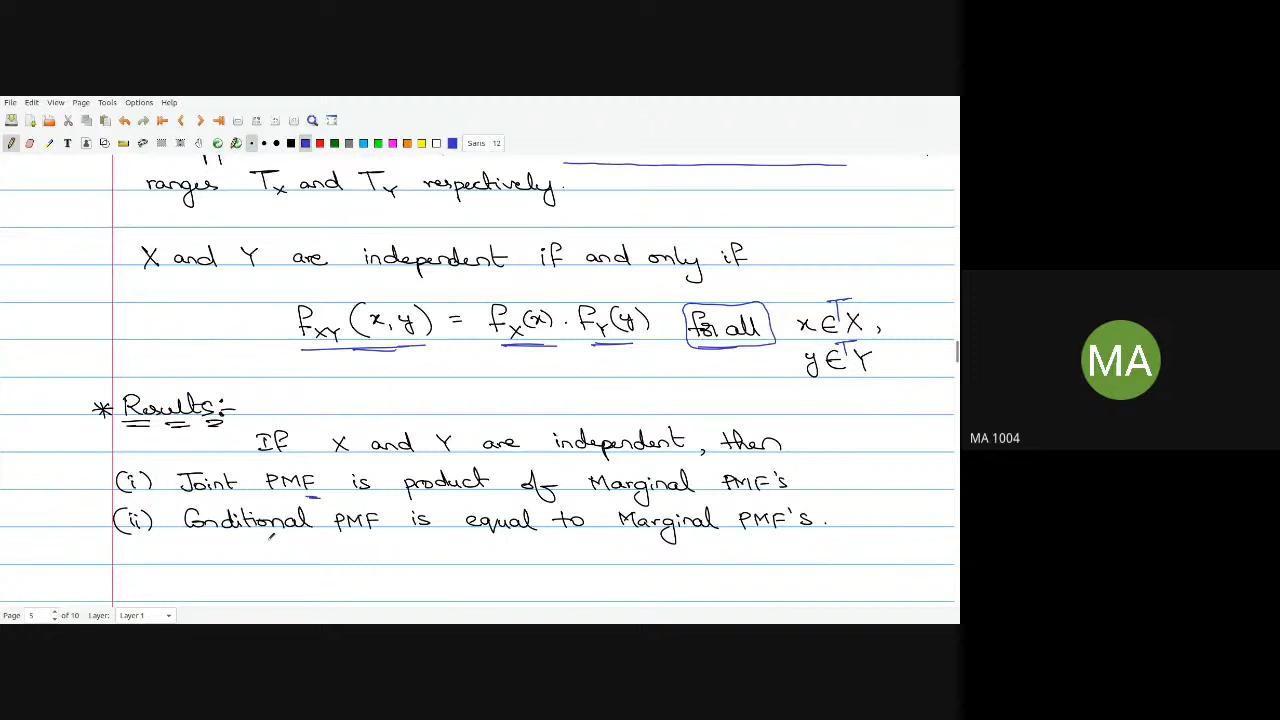 File Edit View Page Tools Options Help
Sans 12
ranges T_X and T_Y respectively.
X and Y are independent if and only if
f_XY (x, y) = f_X(x) . f_Y(y) for all x ∈ T_X ,
y ∈ T_Y
* Results:-
If X and Y are independent, then
(i) Joint PMF is product of Marginal PMF's
(ii) Conditional PMF is equal to Marginal PMF's.
Page 5 of 10 Layer: Layer 1
MA
MA 1004